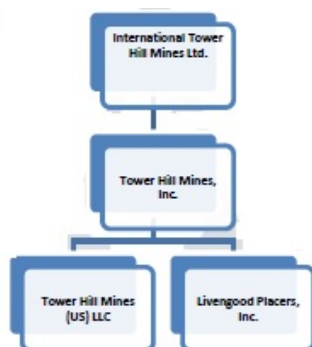 International Tower
Hill Mines Ltd.
Tower Hill Mines,
Inc.
Tower Hill Mines
(US) LLC
Livengood Placers,
Inc.